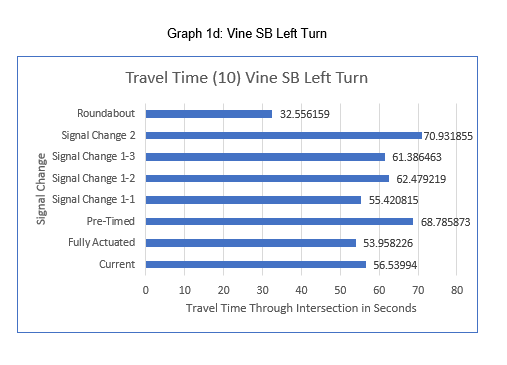 Graph 1d: Vine SB Left Turn
Travel Time (10) Vine SB Left Turn
Signal Change
Roundabout 32.556159
Signal Change 2 70.931855
Signal Change 1-3 61.386463
Signal Change 1-2 62.479219
Signal Change 1-1 55.420815
Pre-Timed 68.785873
Fully Actuated 53.958226
Current 56.53994
0 10 20 30 40 50 60 70 80
Travel Time Through Intersection in Seconds